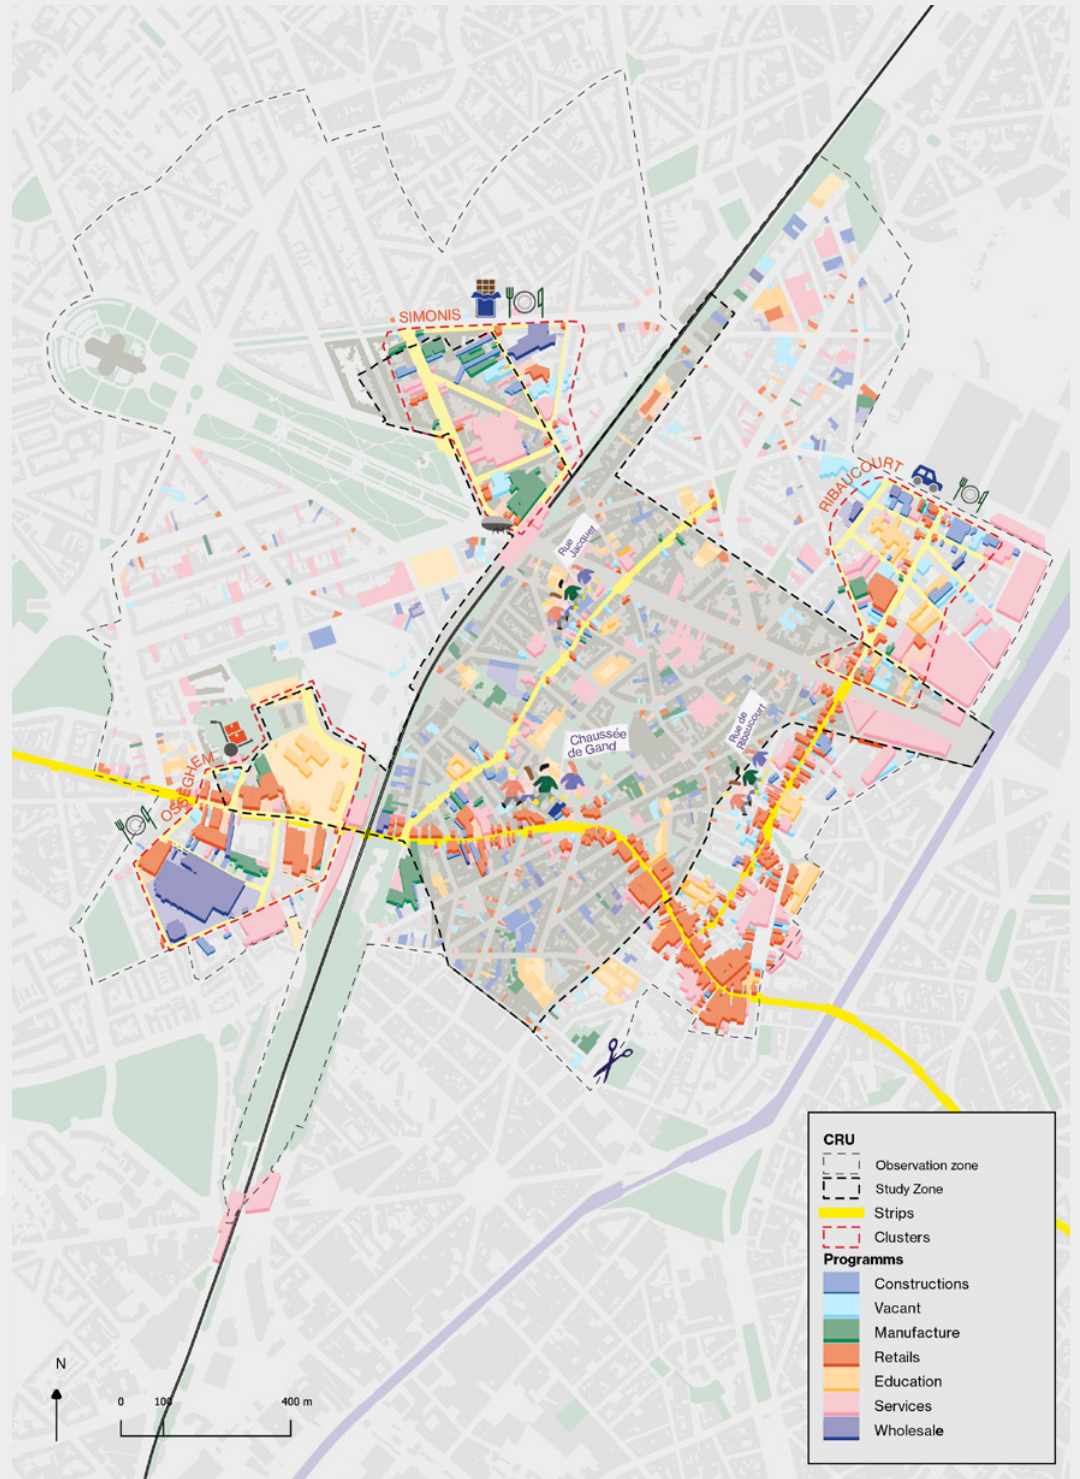 SIMONIS
RIBAUCOURT
Rue
Jacquet
Rue de
Ribaucourt
Chaussée
de Gand
OSSEGHEM
CRU
Observation zone
Study Zone
Strips
Clusters
Programms
Constructions
Vacant
Manufacture
Retails
Education
Services
Wholesale
N
0 100 400 m